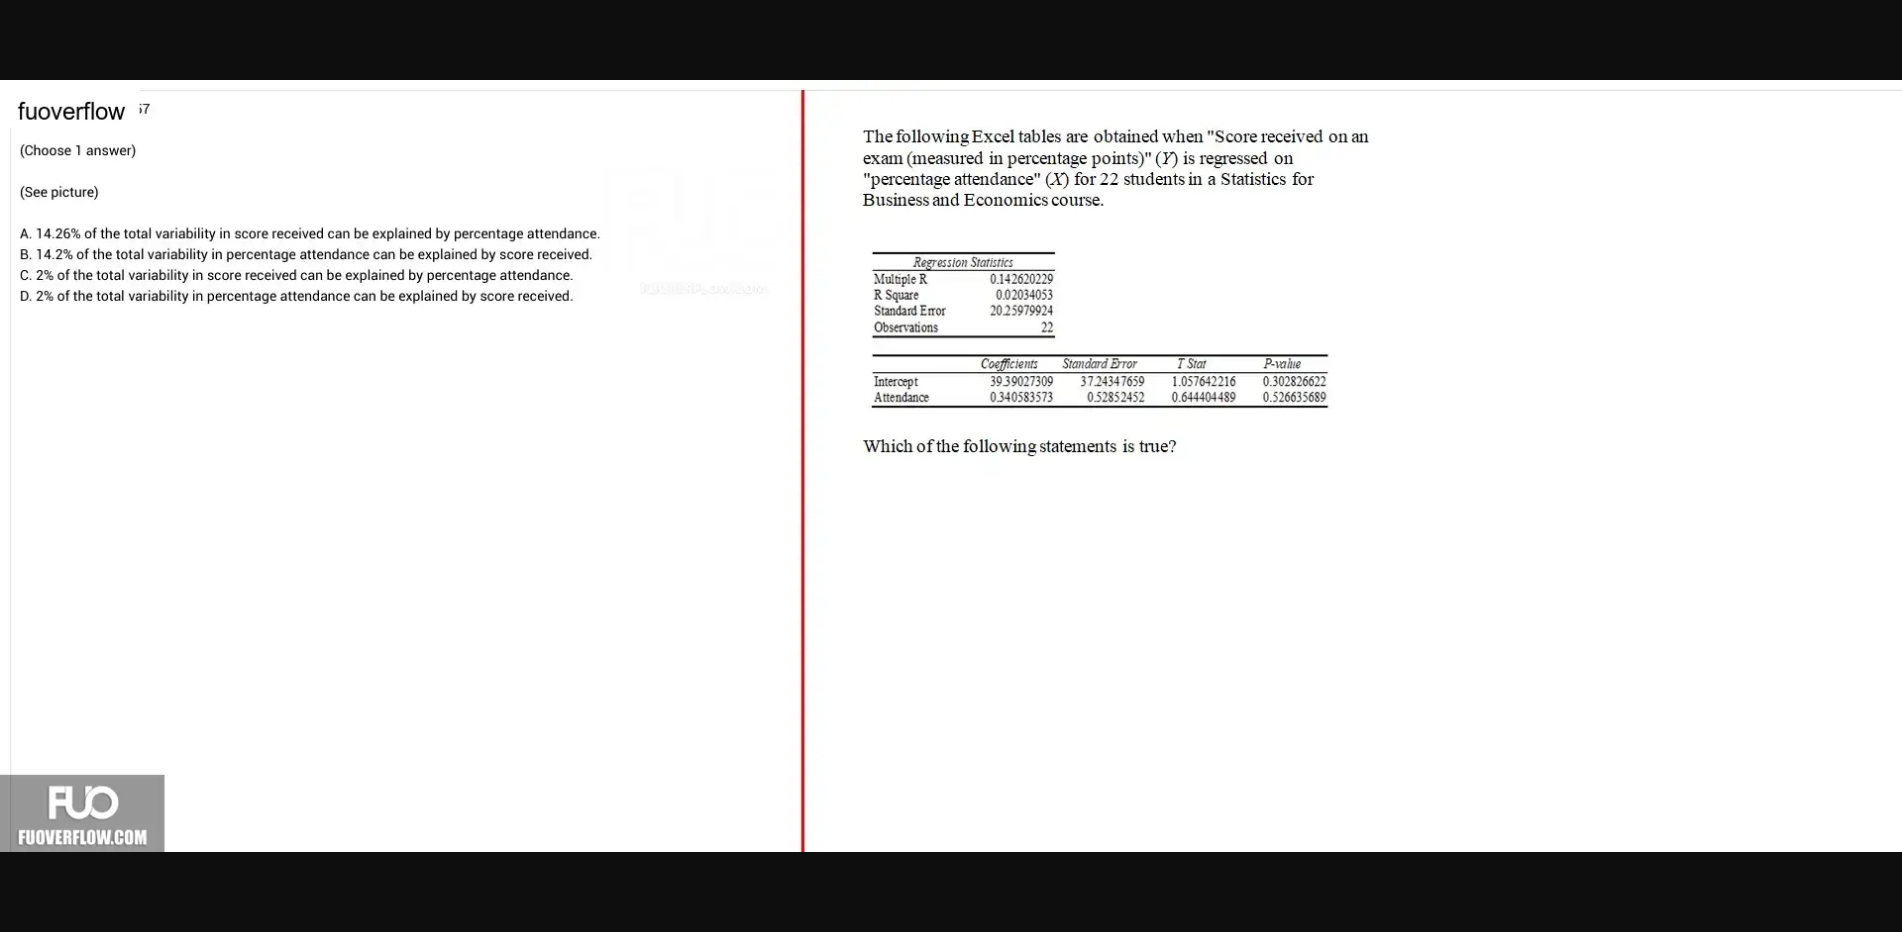 fuoverflow 57
(Choose 1 answer)
(See picture)
A. 14.26% of the total variability in score received can be explained by percentage attendance.
B. 14.2% of the total variability in percentage attendance can be explained by score received.
C. 2% of the total variability in score received can be explained by percentage attendance.
D. 2% of the total variability in percentage attendance can be explained by score received.
FUO
FUOVERFLOW.COM
FUO
FUOVERFLOW.COM
The following Excel tables are obtained when "Score received on an
exam (measured in percentage points)" (Y) is regressed on
"percentage attendance" (X) for 22 students in a Statistics for
Business and Economics course.
Regression Statistics
Multiple R 0.142620229
R Square 0.02034053
Standard Error 20.25979924
Observations 22
Coefficients Standard Error T Stat P-value
Intercept 39.39027309 37.24347659 1.057642216 0.302826622
Attendance 0.340583573 0.52852452 0.644404489 0.526635689
Which of the following statements is true?